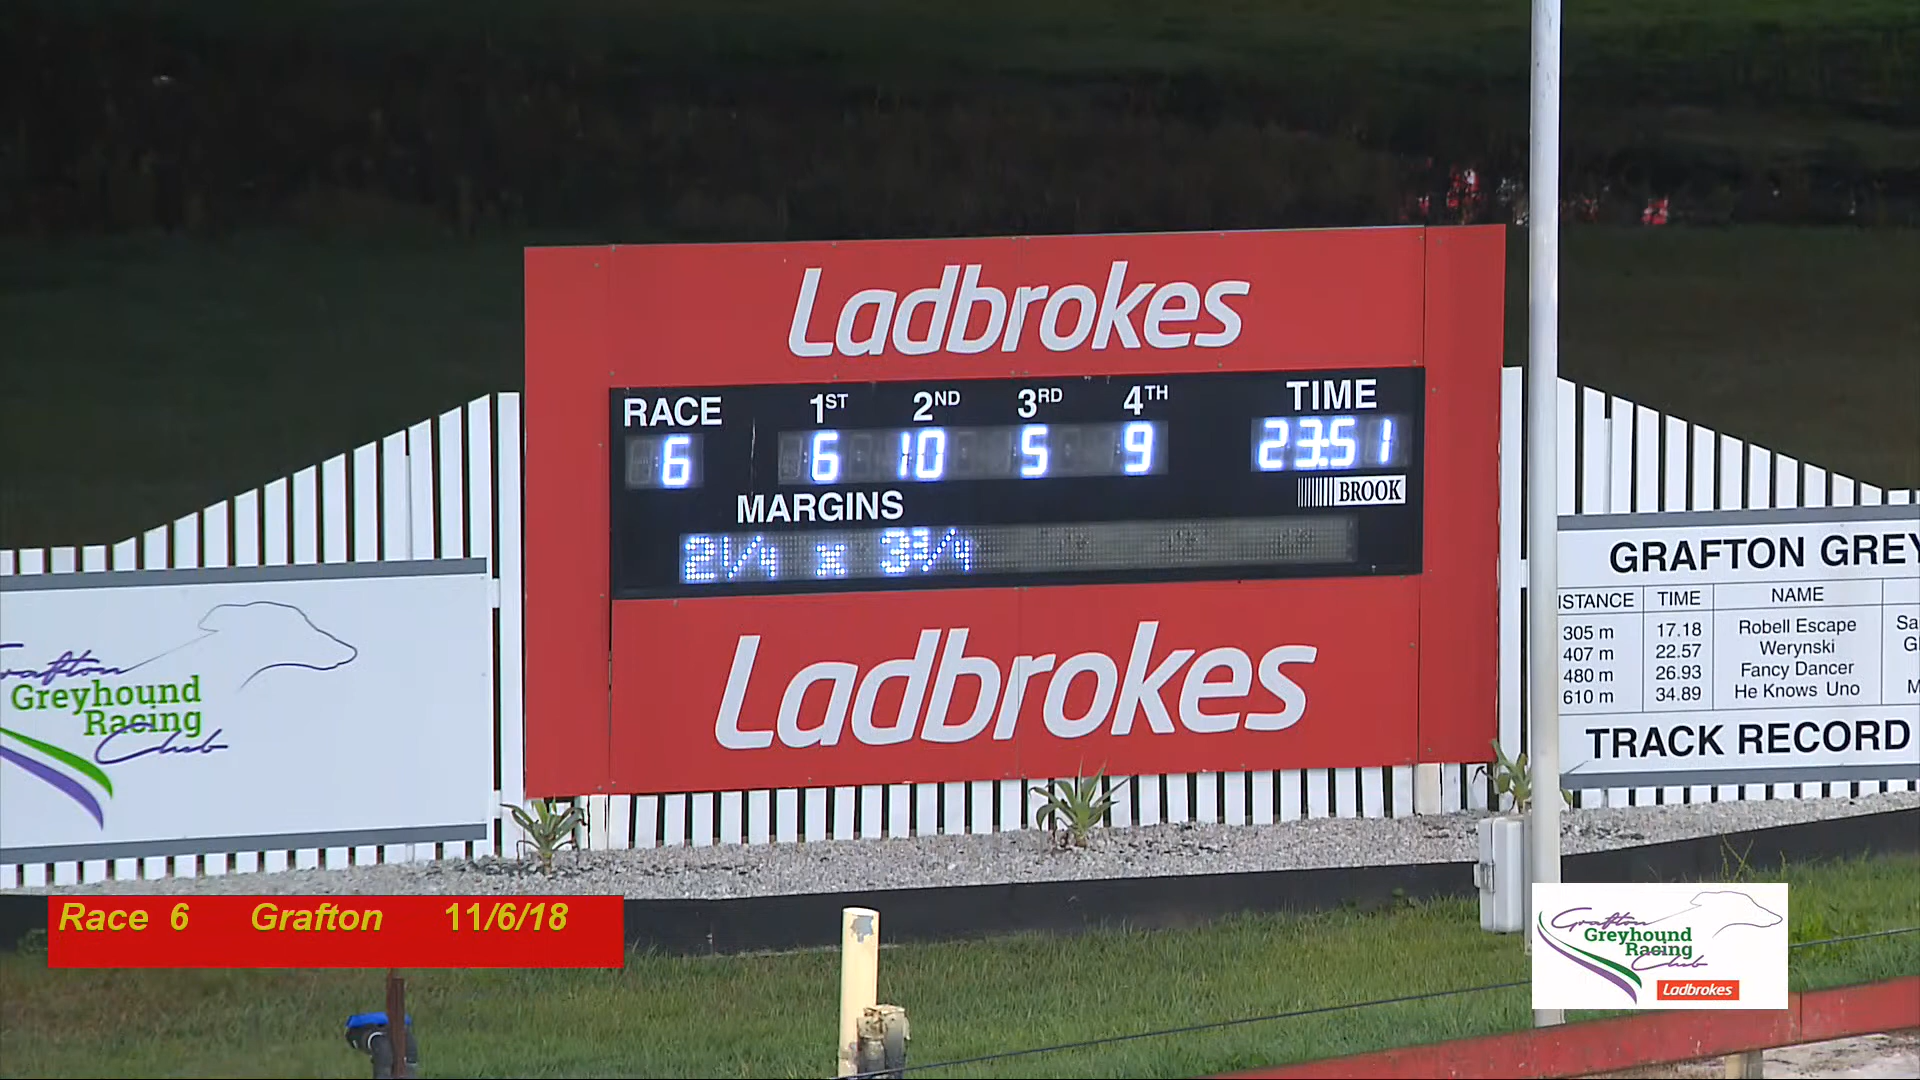 Ladbrokes
RACE 1ST 2ND 3RD 4TH TIME
6 6 10 5 9 23:51
BROOK
MARGINS
2 1/4 x 3 3/4
Ladbrokes
Grafton
Greyhound
Racing
Club
GRAFTON GREY
ISTANCE TIME NAME
305 m 17.18 Robell Escape Sa
407 m 22.57 Werynski
480 m 26.93 Fancy Dancer
610 m 34.89 He Knows Uno M
TRACK RECORD
Race 6 Grafton 11/6/18
Grafton
Greyhound
Racing
Club
Ladbrokes